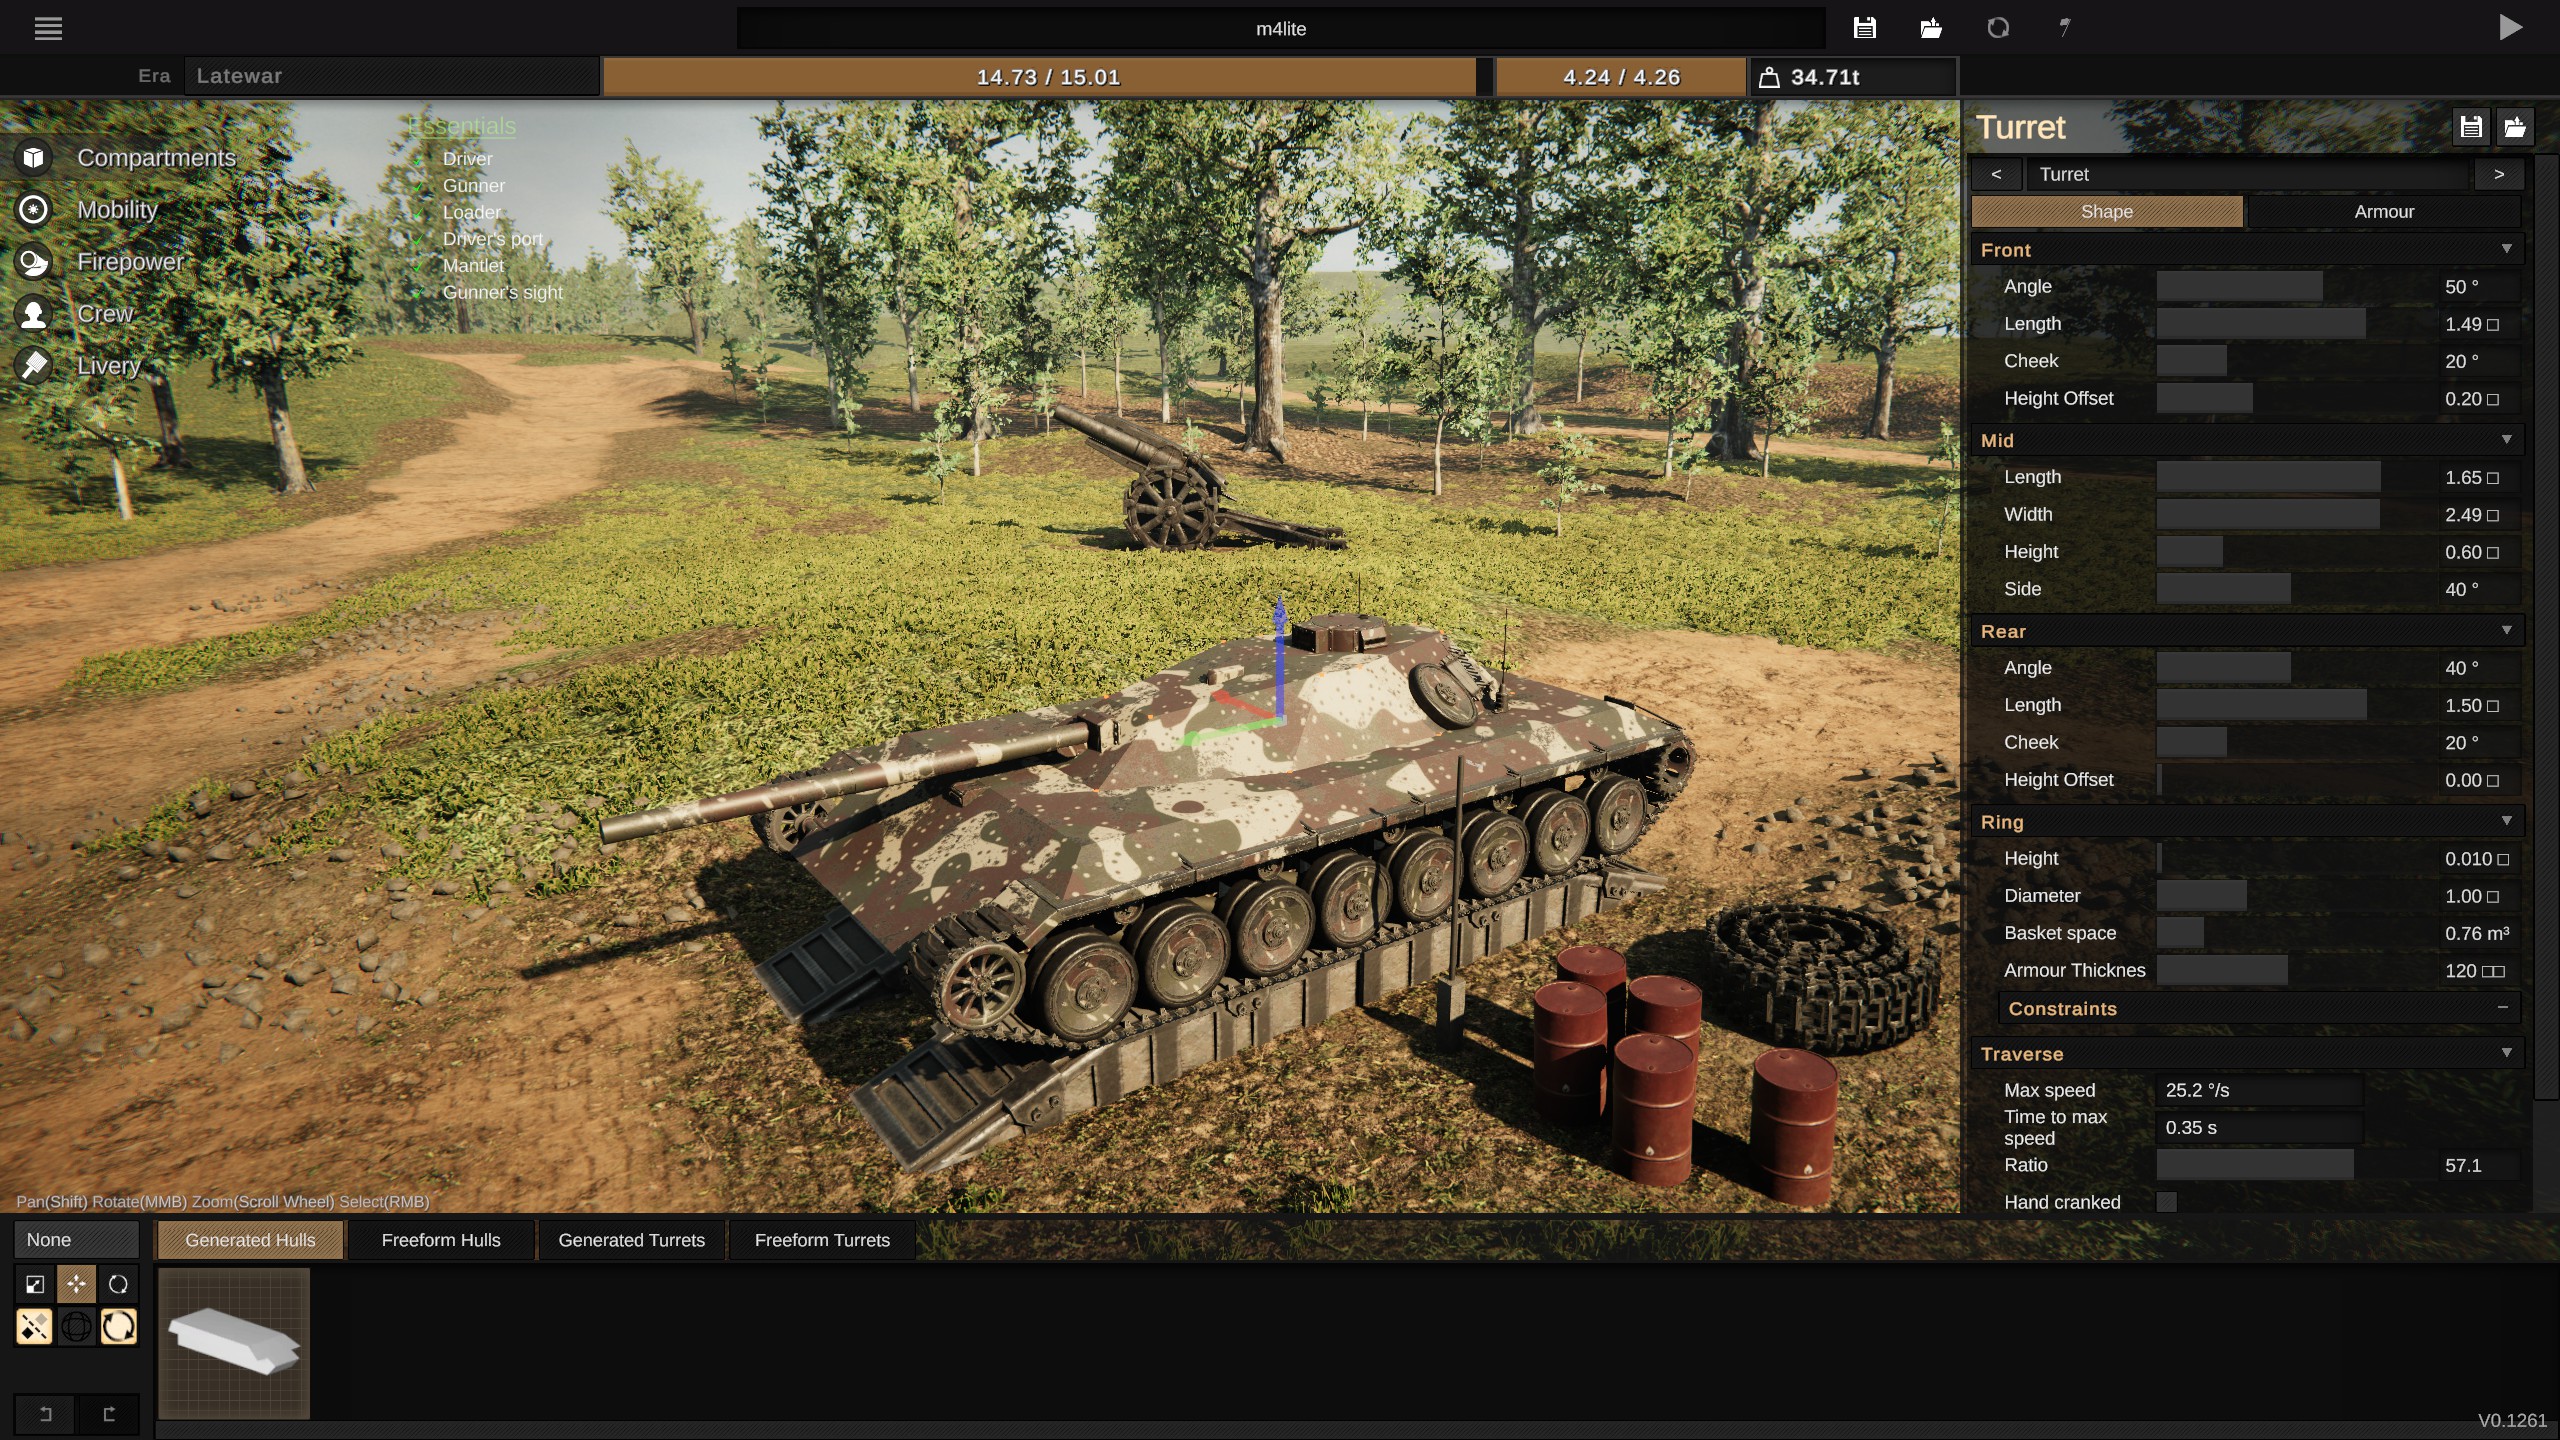 m4lite
Era Latewar 14.73 / 15.01 4.24 / 4.26 34.71t
Essentials
Driver
Gunner
Loader
Driver's port
Mantlet
Gunner's sight
Compartments
Mobility
Firepower
Crew
Livery
Turret
< Turret >
Shape Armour
Front
Angle 50 °
Length 1.49 □
Cheek 20 °
Height Offset 0.20 □
Mid
Length 1.65 □
Width 2.49 □
Height 0.60 □
Side 40 °
Rear
Angle 40 °
Length 1.50 □
Cheek 20 °
Height Offset 0.00 □
Ring
Height 0.010 □
Diameter 1.00 □
Basket space 0.76 m³
Armour Thicknes 120 □□
Constraints −
Traverse
Max speed 25.2 °/s
Time to max speed 0.35 s
Ratio 57.1
Hand cranked
Pan(Shift) Rotate(MMB) Zoom(Scroll Wheel) Select(RMB)
None Generated Hulls Freeform Hulls Generated Turrets Freeform Turrets
V0.1261